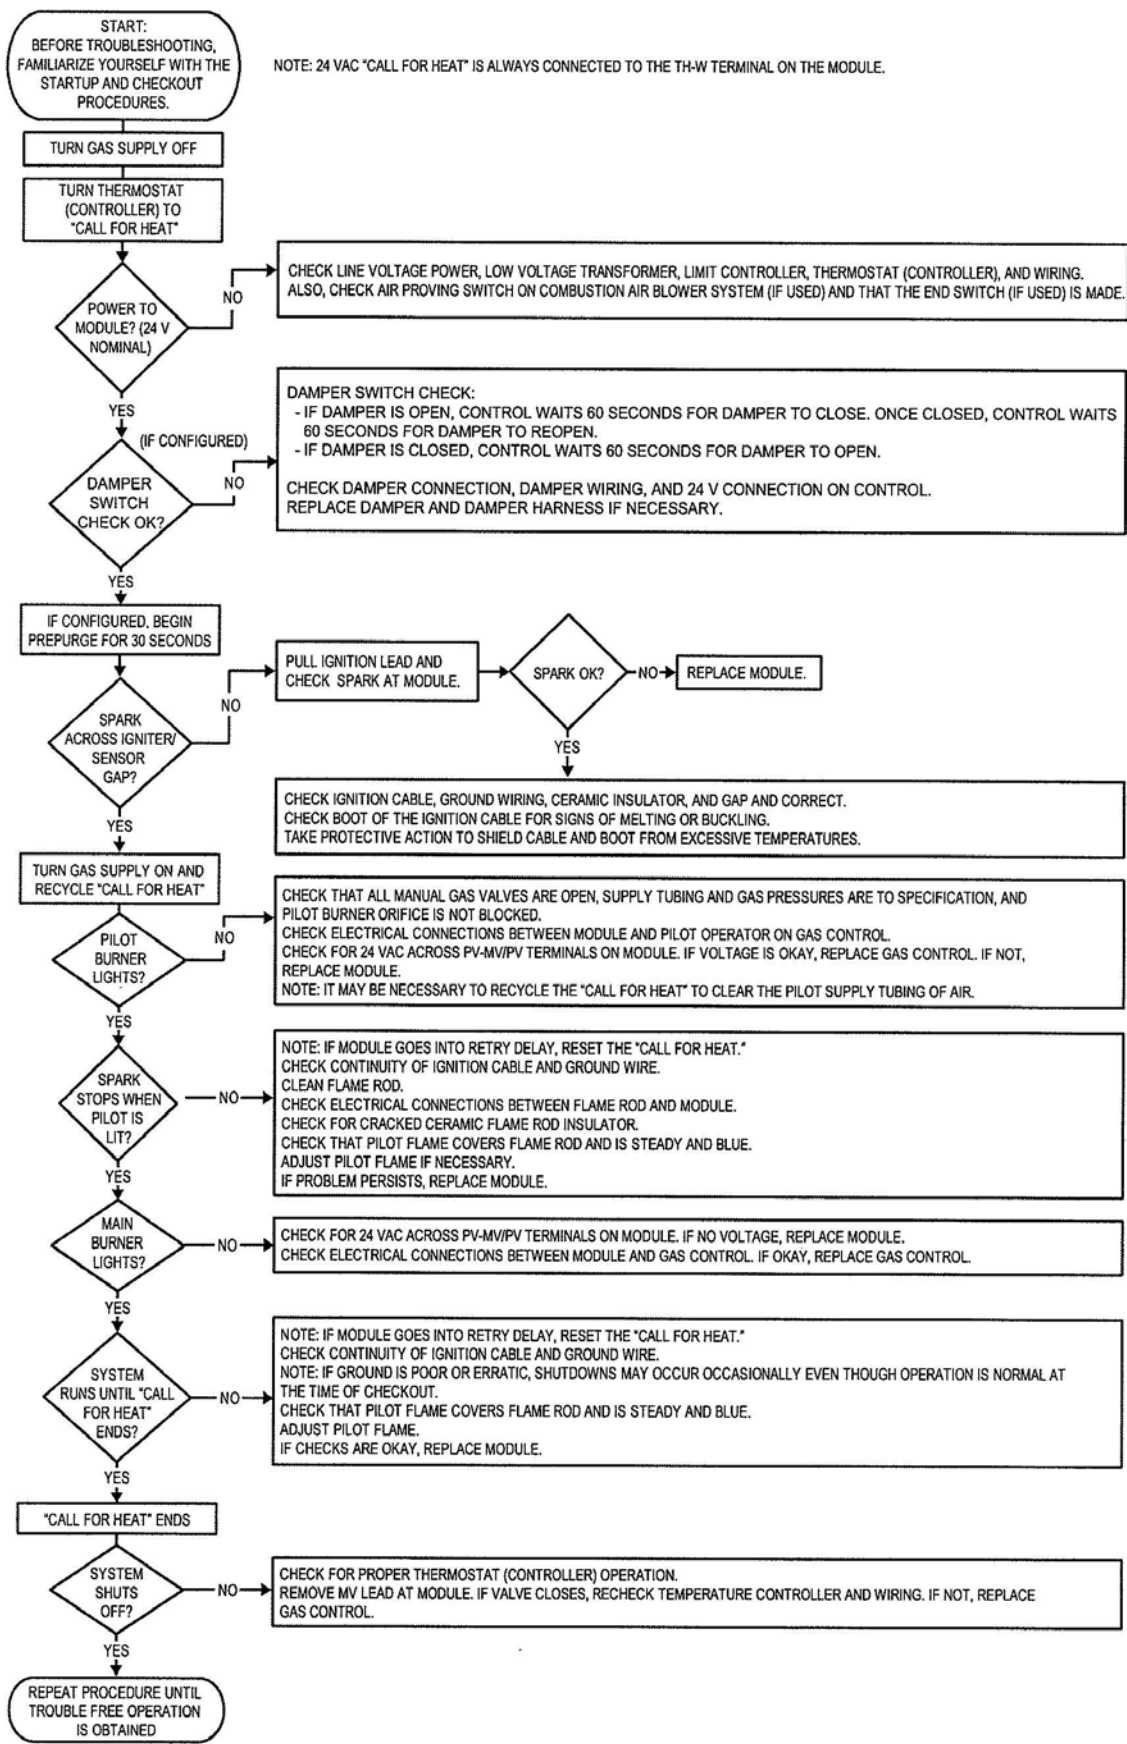 START:
BEFORE TROUBLESHOOTING,
FAMILIARIZE YOURSELF WITH THE
STARTUP AND CHECKOUT
PROCEDURES.
NOTE: 24 VAC "CALL FOR HEAT" IS ALWAYS CONNECTED TO THE TH-W TERMINAL ON THE MODULE.
TURN GAS SUPPLY OFF
TURN THERMOSTAT
(CONTROLLER) TO
"CALL FOR HEAT"
POWER TO
MODULE? (24 V
NOMINAL)
NO
CHECK LINE VOLTAGE POWER, LOW VOLTAGE TRANSFORMER, LIMIT CONTROLLER, THERMOSTAT (CONTROLLER), AND WIRING.
ALSO, CHECK AIR PROVING SWITCH ON COMBUSTION AIR BLOWER SYSTEM (IF USED) AND THAT THE END SWITCH (IF USED) IS MADE.
YES
(IF CONFIGURED)
DAMPER
SWITCH
CHECK OK?
NO
DAMPER SWITCH CHECK:
- IF DAMPER IS OPEN, CONTROL WAITS 60 SECONDS FOR DAMPER TO CLOSE. ONCE CLOSED, CONTROL WAITS
60 SECONDS FOR DAMPER TO REOPEN.
- IF DAMPER IS CLOSED, CONTROL WAITS 60 SECONDS FOR DAMPER TO OPEN.
CHECK DAMPER CONNECTION, DAMPER WIRING, AND 24 V CONNECTION ON CONTROL.
REPLACE DAMPER AND DAMPER HARNESS IF NECESSARY.
YES
IF CONFIGURED, BEGIN
PREPURGE FOR 30 SECONDS
SPARK
ACROSS IGNITER/
SENSOR
GAP?
NO
PULL IGNITION LEAD AND
CHECK SPARK AT MODULE.
SPARK OK?
NO
REPLACE MODULE.
YES
CHECK IGNITION CABLE, GROUND WIRING, CERAMIC INSULATOR, AND GAP AND CORRECT.
CHECK BOOT OF THE IGNITION CABLE FOR SIGNS OF MELTING OR BUCKLING.
TAKE PROTECTIVE ACTION TO SHIELD CABLE AND BOOT FROM EXCESSIVE TEMPERATURES.
YES
TURN GAS SUPPLY ON AND
RECYCLE "CALL FOR HEAT"
PILOT
BURNER
LIGHTS?
NO
CHECK THAT ALL MANUAL GAS VALVES ARE OPEN, SUPPLY TUBING AND GAS PRESSURES ARE TO SPECIFICATION, AND
PILOT BURNER ORIFICE IS NOT BLOCKED.
CHECK ELECTRICAL CONNECTIONS BETWEEN MODULE AND PILOT OPERATOR ON GAS CONTROL.
CHECK FOR 24 VAC ACROSS PV-MV/PV TERMINALS ON MODULE. IF VOLTAGE IS OKAY, REPLACE GAS CONTROL. IF NOT,
REPLACE MODULE.
NOTE: IT MAY BE NECESSARY TO RECYCLE THE "CALL FOR HEAT" TO CLEAR THE PILOT SUPPLY TUBING OF AIR.
YES
SPARK
STOPS WHEN
PILOT IS
LIT?
NO
NOTE: IF MODULE GOES INTO RETRY DELAY, RESET THE "CALL FOR HEAT."
CHECK CONTINUITY OF IGNITION CABLE AND GROUND WIRE.
CLEAN FLAME ROD.
CHECK ELECTRICAL CONNECTIONS BETWEEN FLAME ROD AND MODULE.
CHECK FOR CRACKED CERAMIC FLAME ROD INSULATOR.
CHECK THAT PILOT FLAME COVERS FLAME ROD AND IS STEADY AND BLUE.
ADJUST PILOT FLAME IF NECESSARY.
IF PROBLEM PERSISTS, REPLACE MODULE.
YES
MAIN
BURNER
LIGHTS?
NO
CHECK FOR 24 VAC ACROSS PV-MV/PV TERMINALS ON MODULE. IF NO VOLTAGE, REPLACE MODULE.
CHECK ELECTRICAL CONNECTIONS BETWEEN MODULE AND GAS CONTROL. IF OKAY, REPLACE GAS CONTROL.
YES
SYSTEM
RUNS UNTIL "CALL
FOR HEAT"
ENDS?
NO
NOTE: IF MODULE GOES INTO RETRY DELAY, RESET THE "CALL FOR HEAT."
CHECK CONTINUITY OF IGNITION CABLE AND GROUND WIRE.
NOTE: IF GROUND IS POOR OR ERRATIC, SHUTDOWNS MAY OCCUR OCCASIONALLY EVEN THOUGH OPERATION IS NORMAL AT
THE TIME OF CHECKOUT.
CHECK THAT PILOT FLAME COVERS FLAME ROD AND IS STEADY AND BLUE.
ADJUST PILOT FLAME.
IF CHECKS ARE OKAY, REPLACE MODULE.
YES
"CALL FOR HEAT" ENDS
SYSTEM
SHUTS
OFF?
NO
CHECK FOR PROPER THERMOSTAT (CONTROLLER) OPERATION.
REMOVE MV LEAD AT MODULE. IF VALVE CLOSES, RECHECK TEMPERATURE CONTROLLER AND WIRING. IF NOT, REPLACE
GAS CONTROL.
YES
REPEAT PROCEDURE UNTIL
TROUBLE FREE OPERATION
IS OBTAINED